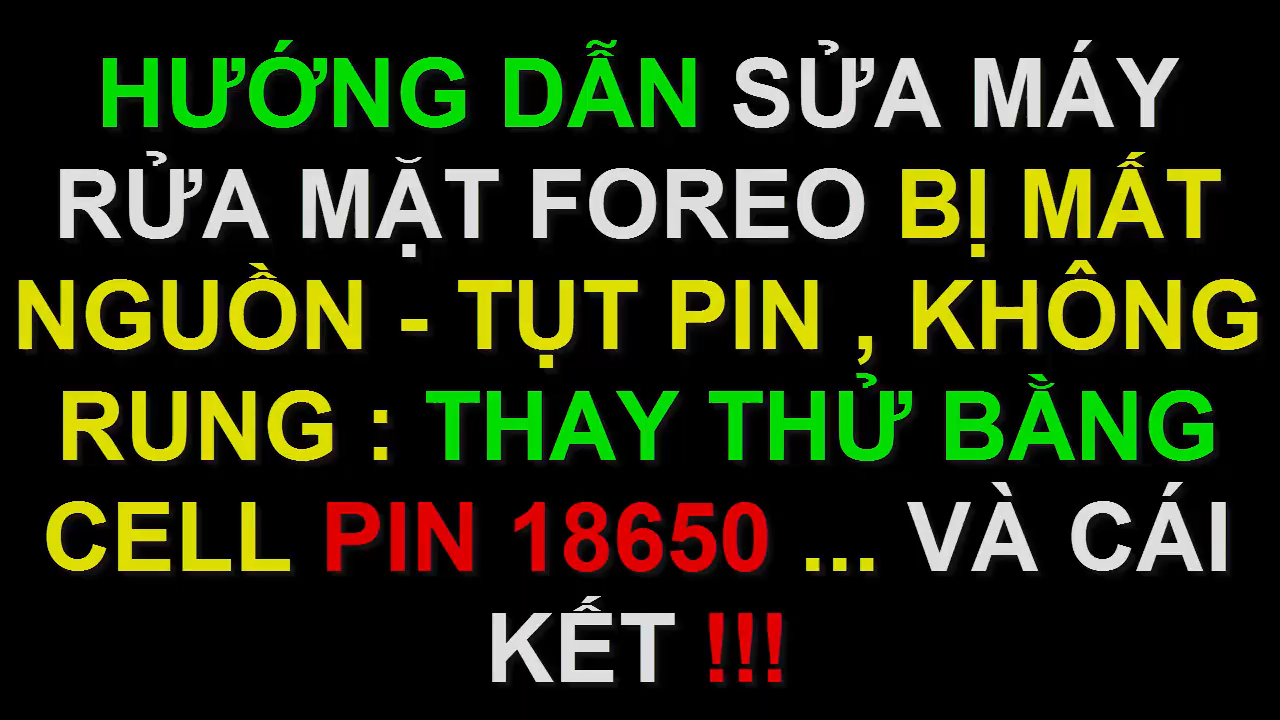 HƯỚNG DẪN SỬA MÁY
RỬA MẶT FOREO BỊ MẤT
NGUỒN - TỤT PIN , KHÔNG
RUNG : THAY THỬ BẰNG
CELL PIN 18650 ... VÀ CÁI
KẾT !!!